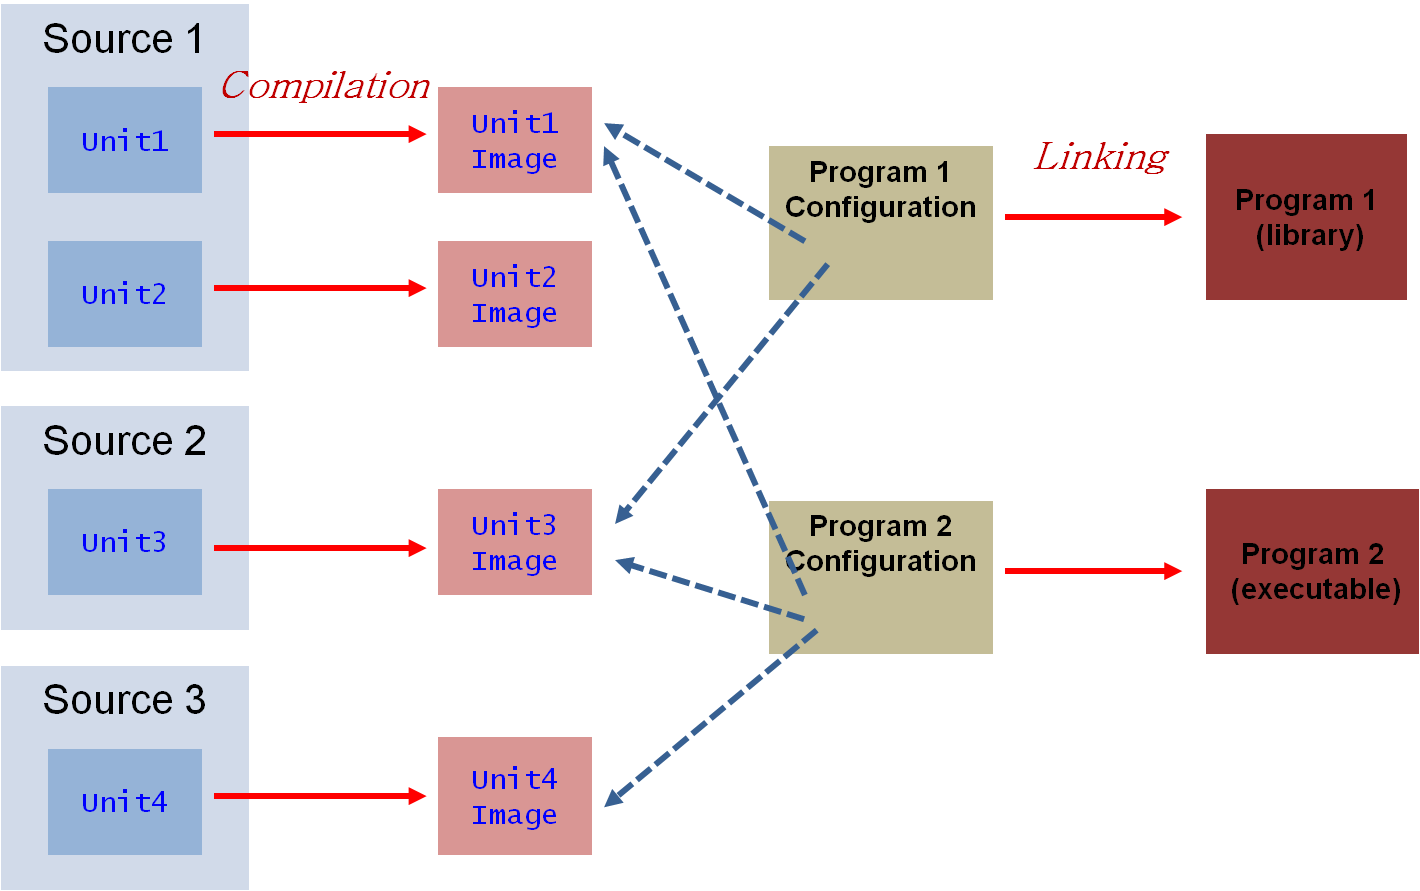 Source 1
Compilation
Unit1
Unit1
Image
Unit2
Unit2
Image
Program 1
Configuration
Linking
Program 1
(library)
Source 2
Unit3
Unit3
Image
Program 2
Configuration
Program 2
(executable)
Source 3
Unit4
Unit4
Image